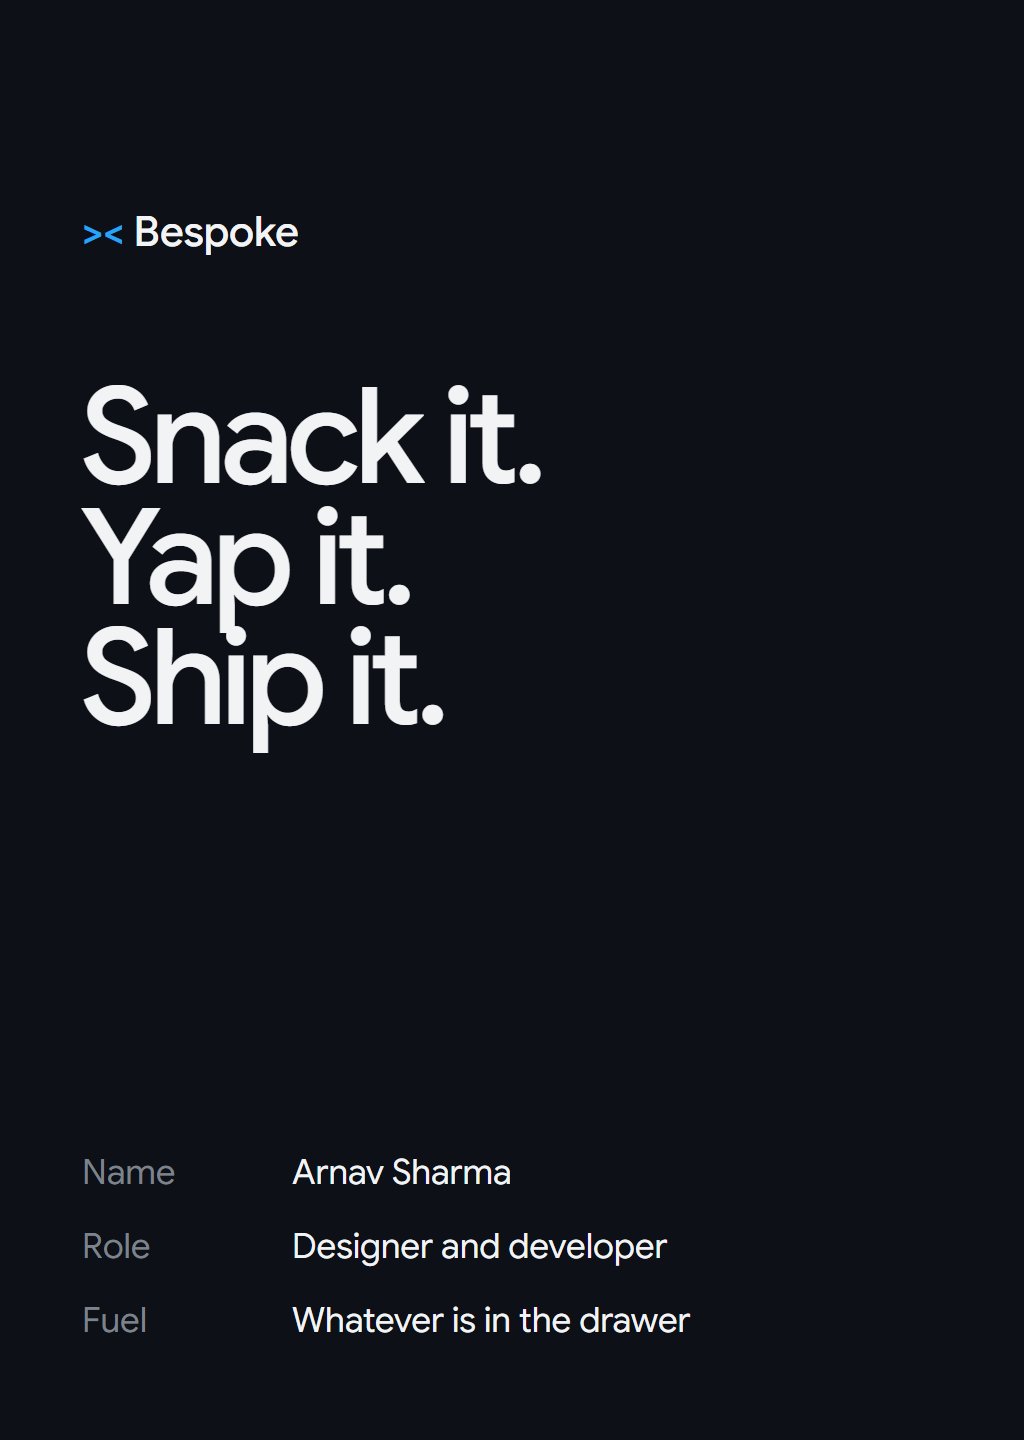 >< Bespoke
Snack it.
Yap it.
Ship it.
Name Arnav Sharma
Role Designer and developer
Fuel Whatever is in the drawer